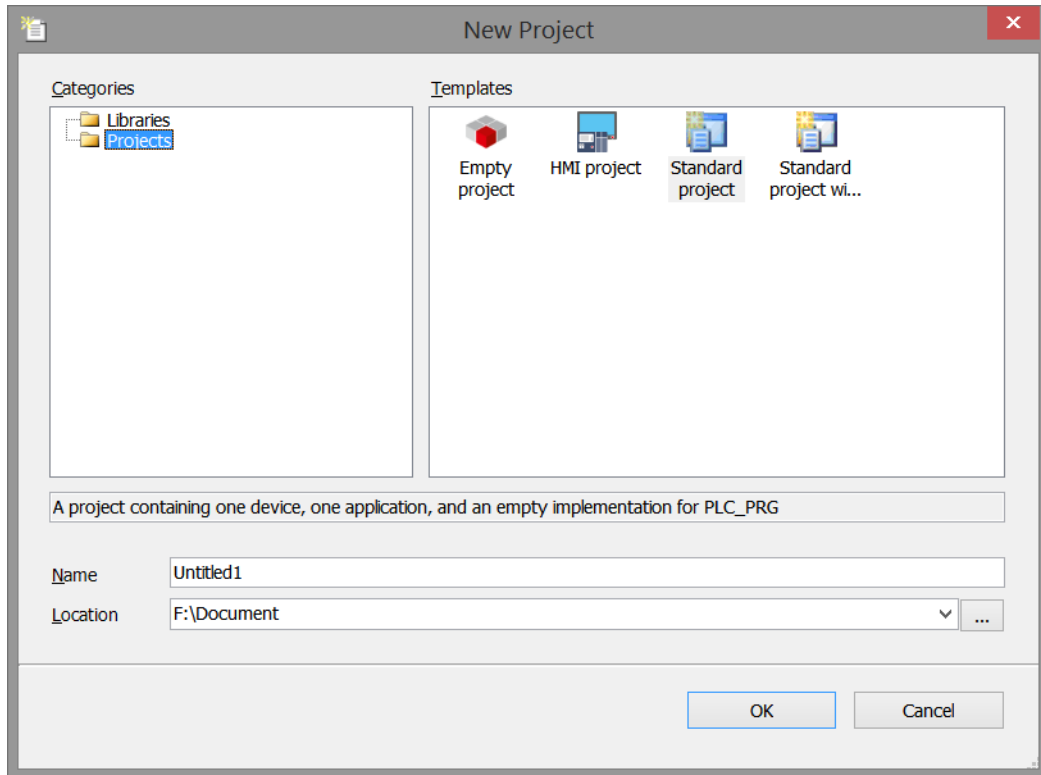 New Project
Categories
Templates
Libraries
Projects
Empty
project
HMI project
Standard
project
Standard
project wi...
A project containing one device, one application, and an empty implementation for PLC_PRG
Name
Untitled1
Location
F:\Document
...
OK
Cancel